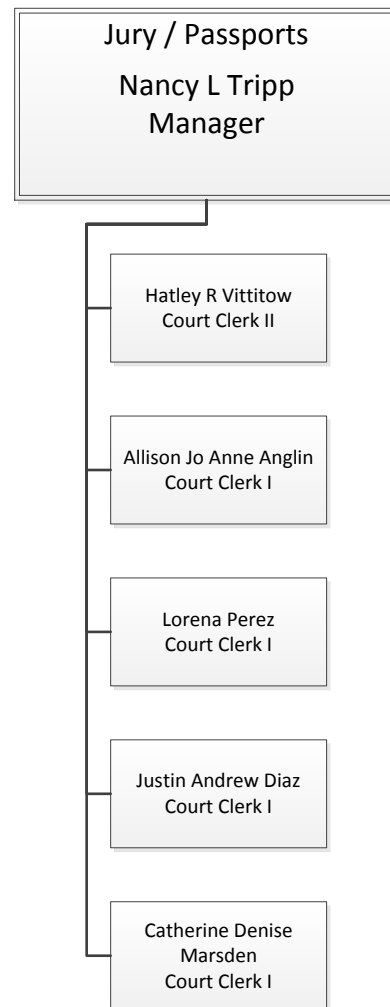 Jury / Passports
Nancy L Tripp
Manager
Hatley R Vittitow
Court Clerk II
Allison Jo Anne Anglin
Court Clerk I
Lorena Perez
Court Clerk I
Justin Andrew Diaz
Court Clerk I
Catherine Denise
Marsden
Court Clerk I